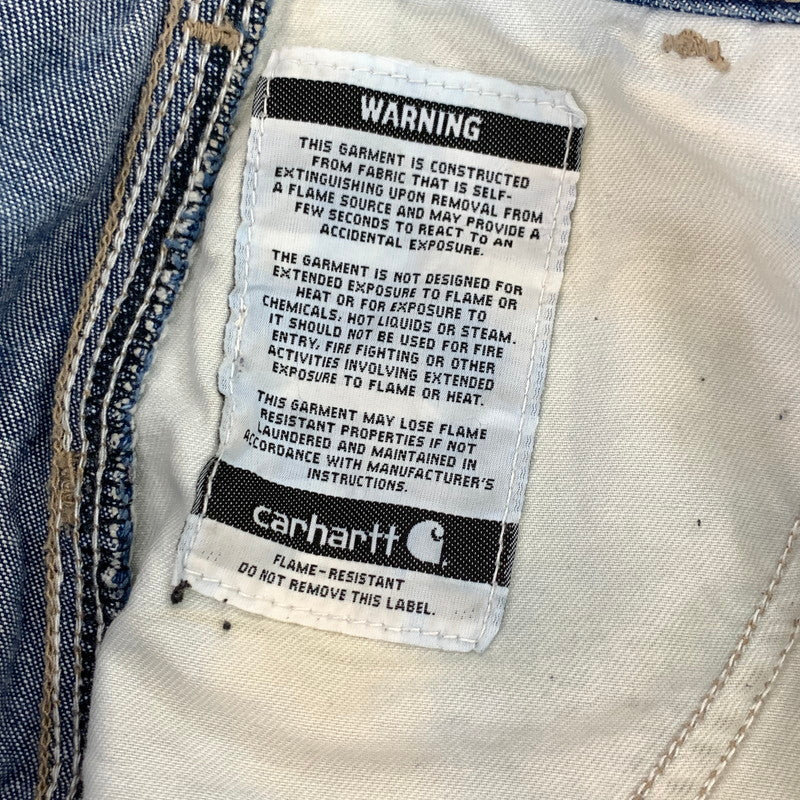 WARNING
THIS GARMENT IS CONSTRUCTED
FROM FABRIC THAT IS SELF-
EXTINGUISHING UPON REMOVAL FROM
A FLAME SOURCE AND MAY PROVIDE A
FEW SECONDS TO REACT TO AN
ACCIDENTAL EXPOSURE.
THE GARMENT IS NOT DESIGNED FOR
EXTENDED EXPOSURE TO FLAME OR
HEAT OR FOR EXPOSURE TO
CHEMICALS, HOT LIQUIDS OR STEAM.
IT SHOULD NOT BE USED FOR FIRE
ENTRY, FIRE FIGHTING OR OTHER
ACTIVITIES INVOLVING EXTENDED
EXPOSURE TO FLAME OR HEAT.
THIS GARMENT MAY LOSE FLAME
RESISTANT PROPERTIES IF NOT
LAUNDERED AND MAINTAINED IN
ACCORDANCE WITH MANUFACTURER'S
INSTRUCTIONS.
carhartt
FLAME-RESISTANT
DO NOT REMOVE THIS LABEL.